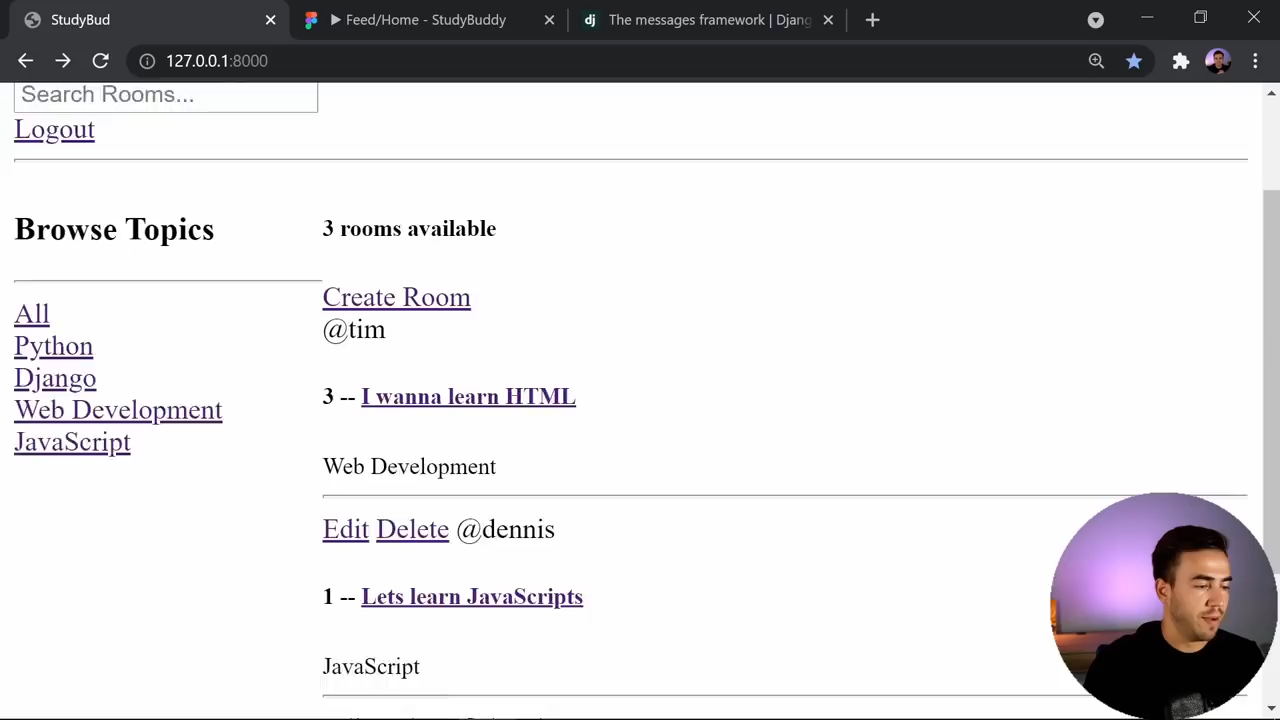 StudyBud
Feed/Home - StudyBuddy
dj The messages framework | Djang
127.0.0.1:8000
Search Rooms...
Logout
Browse Topics
3 rooms available
All
Python
Django
Web Development
JavaScript
Create Room
@tim
3 -- I wanna learn HTML
Web Development
Edit Delete @dennis
1 -- Lets learn JavaScripts
JavaScript